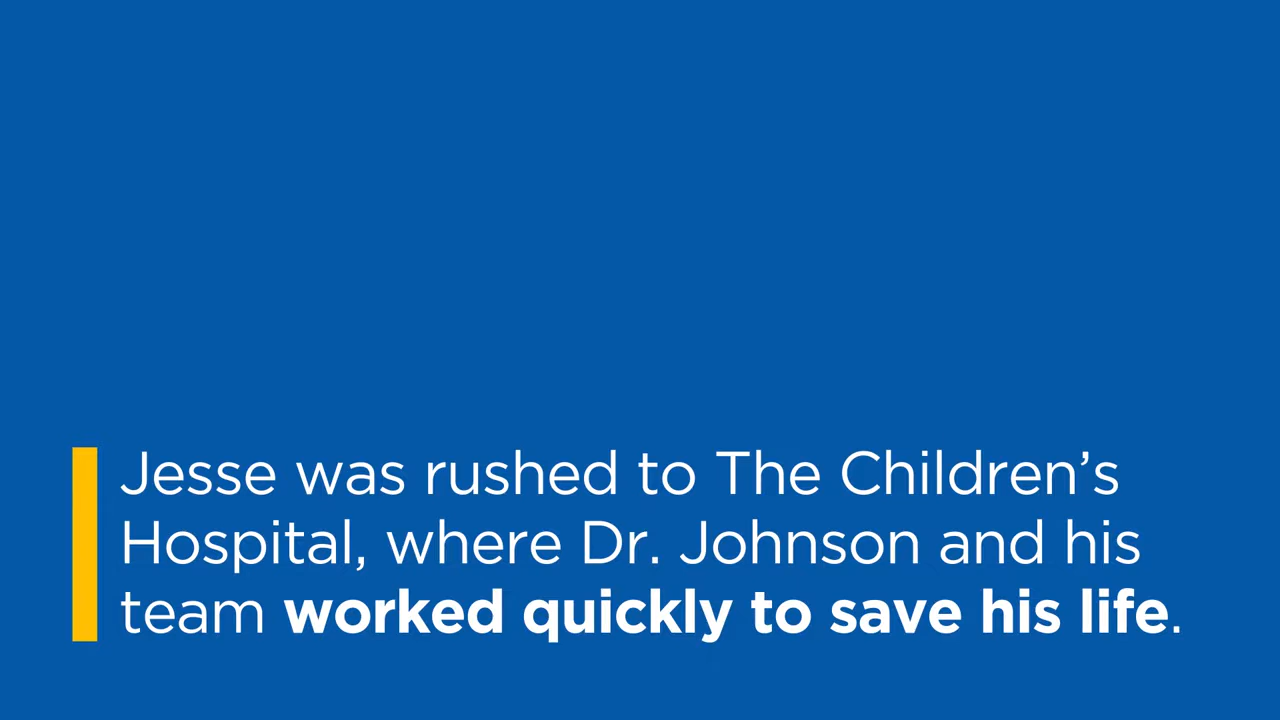 Jesse was rushed to The Children’s
Hospital, where Dr. Johnson and his
team worked quickly to save his life.